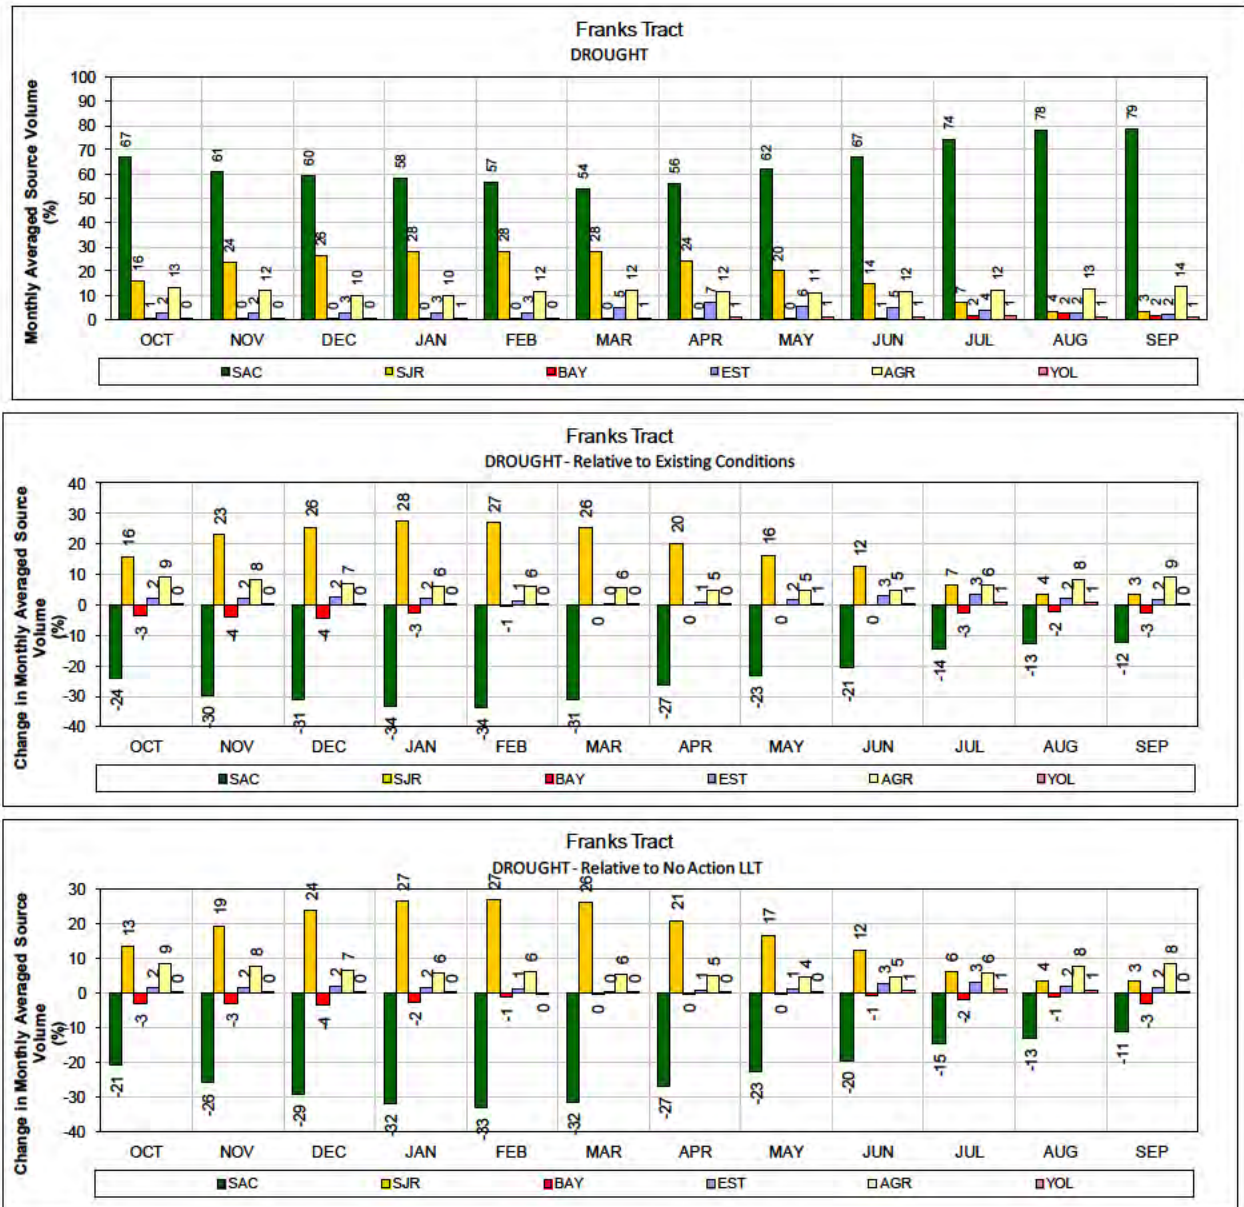 Franks Tract
DROUGHT
Monthly Averaged Source Volume
(%)
100
90
80
70
60
50
40
30
20
10
0
67 16 1 2 13 0
61 24 0 2 12 0
60 26 0 3 10 0
58 28 0 3 10 1
57 28 0 3 12 0
54 28 0 5 12 1
56 24 0 7 12 1
62 20 0 6 11 1
67 14 1 5 12 1
74 7 2 4 12 1
78 4 2 2 13 1
79 3 2 2 14 1
OCT NOV DEC JAN FEB MAR APR MAY JUN JUL AUG SEP
SAC SJR BAY EST AGR YOL
Franks Tract
DROUGHT - Relative to Existing Conditions
Change in Monthly Averaged Source
Volume
(%)
40
30
20
10
0
-10
-20
-30
-40
-24 16 -3 2 9 0
-30 23 -4 2 8 0
-31 26 -4 2 7 0
-34 28 -3 2 6 0
-34 27 -1 1 6 0
-31 26 0 0 6 0
-27 20 0 1 5 0
-23 16 0 2 5 1
-21 12 0 3 5 1
-14 7 -3 3 6 1
-13 4 -2 2 8 1
-12 3 -3 2 9 0
OCT NOV DEC JAN FEB MAR APR MAY JUN JUL AUG SEP
SAC SJR BAY EST AGR YOL
Franks Tract
DROUGHT - Relative to No Action LLT
Change in Monthly Averaged Source
Volume
(%)
30
20
10
0
-10
-20
-30
-40
-21 13 -3 2 9 0
-26 19 -3 2 8 0
-29 24 -4 2 7 0
-32 27 -2 2 6 0
-33 27 -1 1 6 0
-32 26 0 0 6 0
-27 21 0 1 5 0
-23 17 0 1 4 0
-20 12 -1 3 5 1
-15 6 -2 3 6 1
-13 4 -1 2 8 1
-11 3 -3 2 8 0
OCT NOV DEC JAN FEB MAR APR MAY JUN JUL AUG SEP
SAC SJR BAY EST AGR YOL